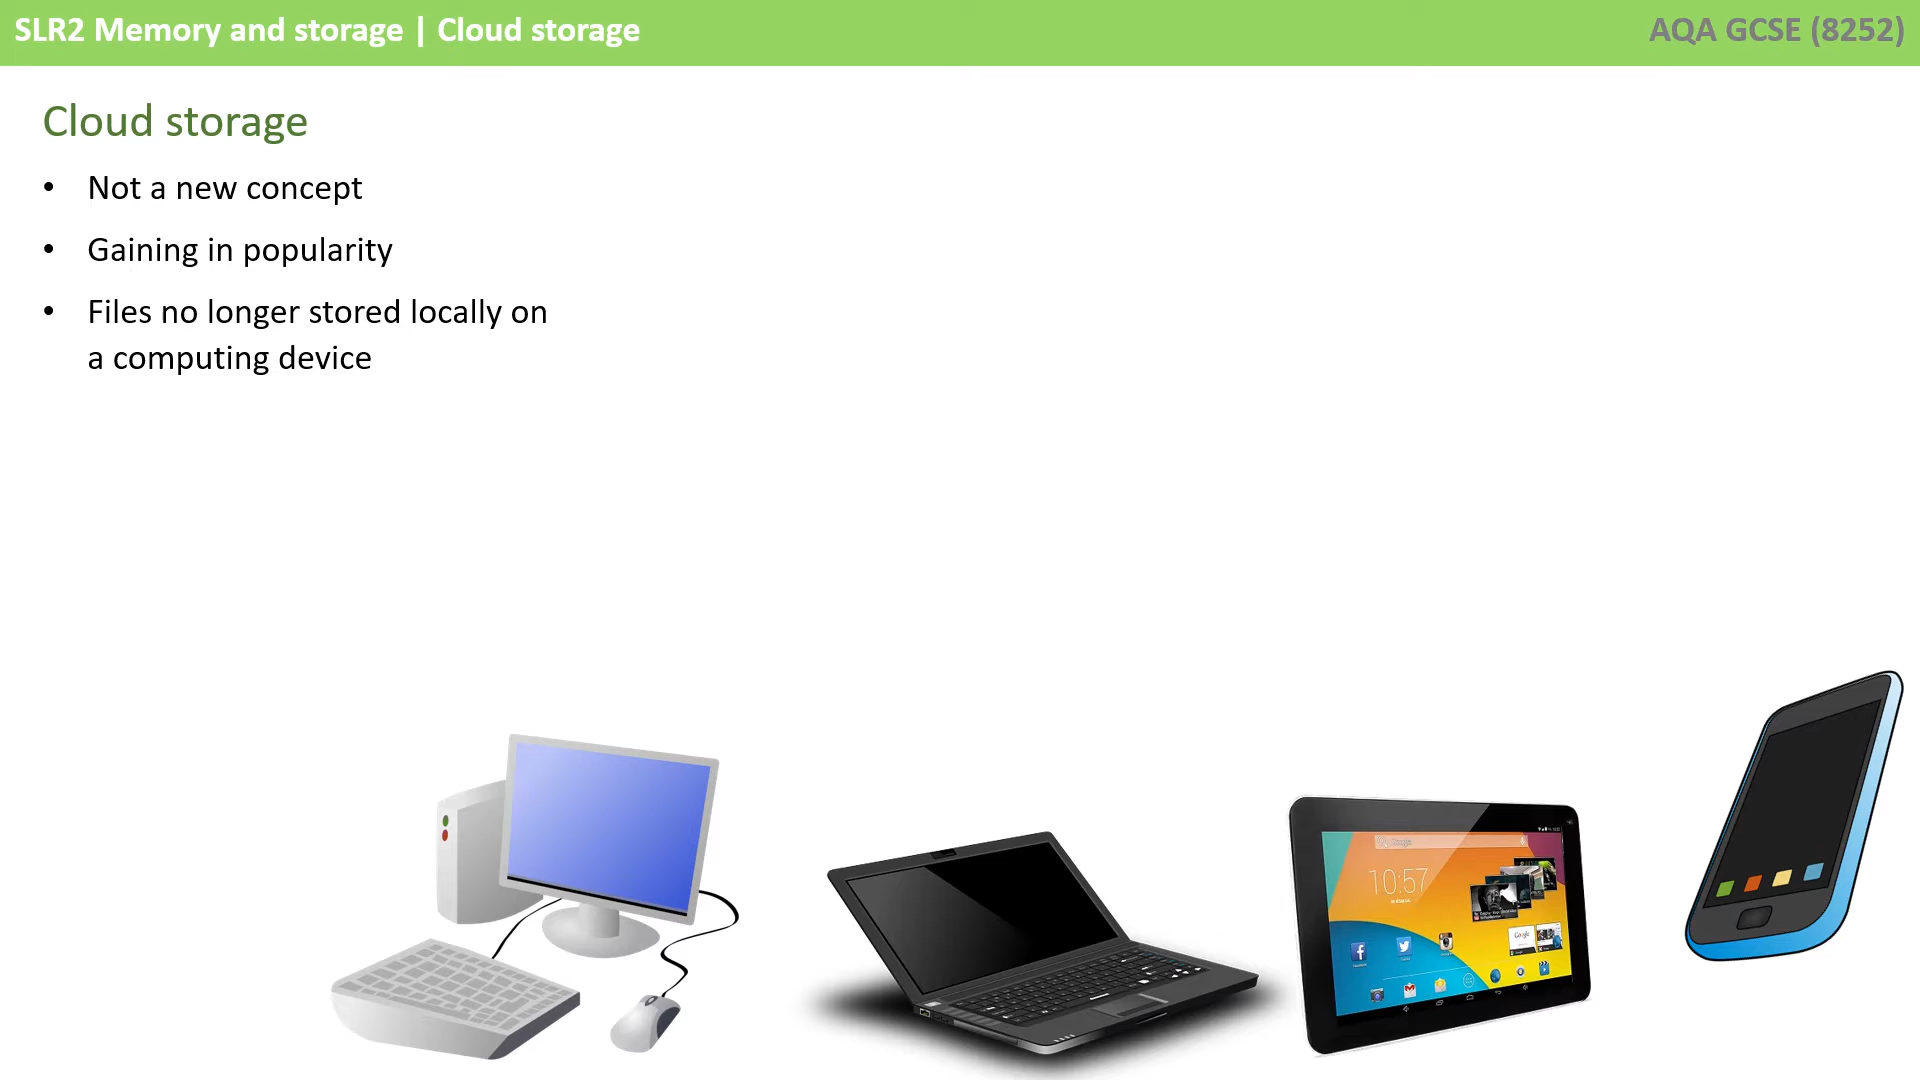 SLR2 Memory and storage | Cloud storage
AQA GCSE (8252)
Cloud storage
• Not a new concept
• Gaining in popularity
• Files no longer stored locally on
a computing device
10:57